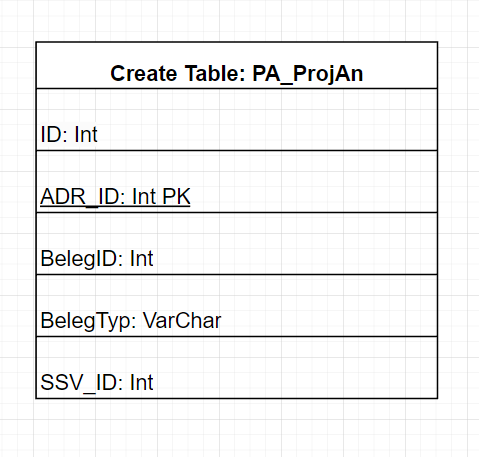 Create Table: PA_ProjAn
ID: Int
ADR_ID: Int PK
BelegID: Int
BelegTyp: VarChar
SSV_ID: Int